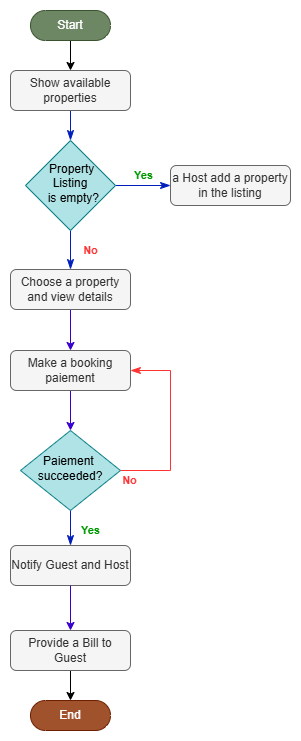 Start
Show available
properties
Property
Listing
is empty?
Yes
a Host add a property
in the listing
No
Choose a property
and view details
Make a booking
paiement
Paiement
succeeded?
No
Yes
Notify Guest and Host
Provide a Bill to
Guest
End